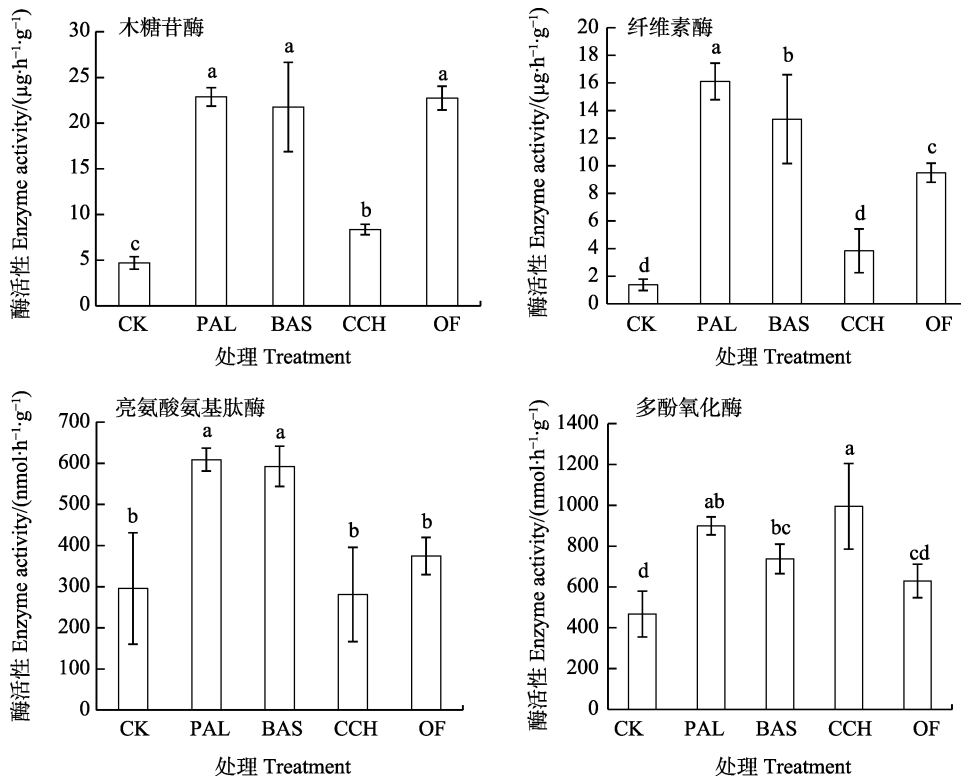 木糖苷酶
酶活性 Enzyme activity/(μg·h⁻¹·g⁻¹)
30
25
20
15
10
5
0
c
a
a
b
a
CK PAL BAS CCH OF
处理 Treatment
纤维素酶
酶活性 Enzyme activity/(μg·h⁻¹·g⁻¹)
20
18
16
14
12
10
8
6
4
2
0
d
a
b
d
c
CK PAL BAS CCH OF
处理 Treatment
亮氨酸氨基肽酶
酶活性 Enzyme activity/(nmol·h⁻¹·g⁻¹)
700
600
500
400
300
200
100
0
b
a
a
b
b
CK PAL BAS CCH OF
处理 Treatment
多酚氧化酶
酶活性 Enzyme activity/(nmol·h⁻¹·g⁻¹)
1400
1200
1000
800
600
400
200
0
d
ab
bc
a
cd
CK PAL BAS CCH OF
处理 Treatment